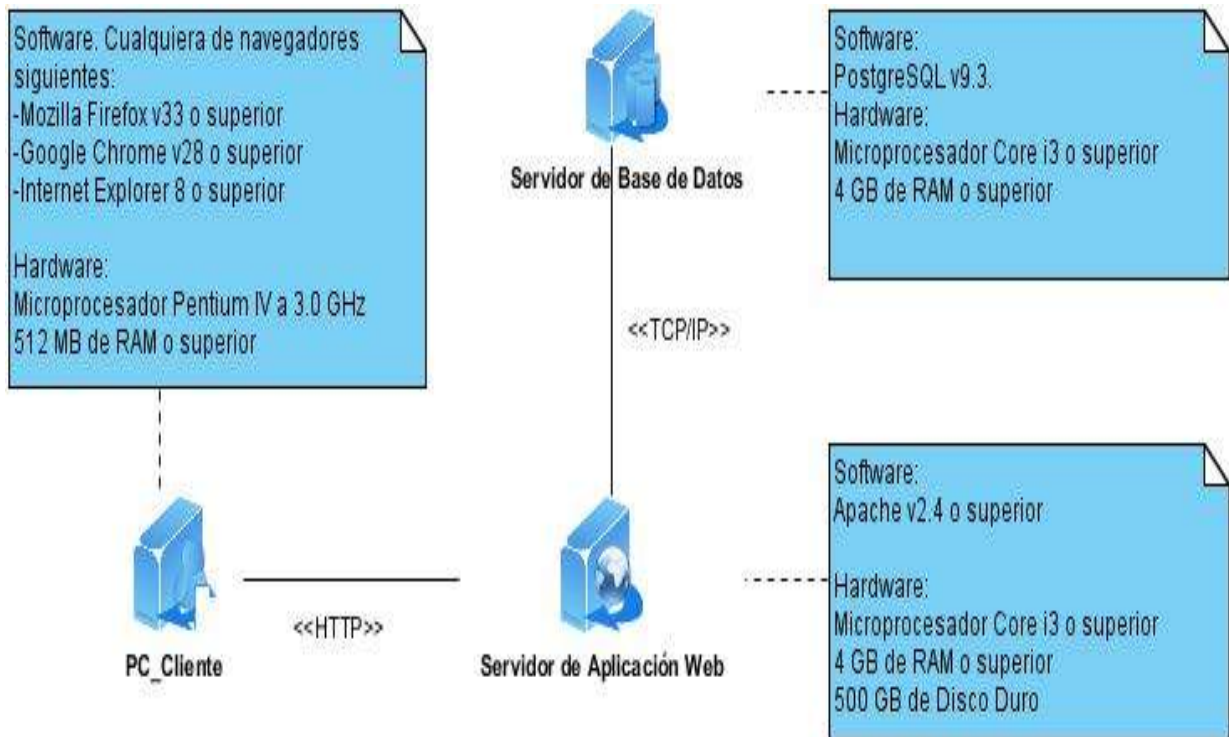 Software. Cualquiera de navegadores
siguientes:
-Mozilla Firefox v33 o superior
-Google Chrome v28 o superior
-Internet Explorer 8 o superior
Hardware:
Microprocesador Pentium IV a 3.0 GHz
512 MB de RAM o superior
Servidor de Base de Datos
Software:
PostgreSQL v9.3.
Hardware:
Microprocesador Core i3 o superior
4 GB de RAM o superior
<<TCP/IP>>
PC_Cliente
<<HTTP>>
Servidor de Aplicación Web
Software:
Apache v2.4 o superior
Hardware:
Microprocesador Core i3 o superior
4 GB de RAM o superior
500 GB de Disco Duro